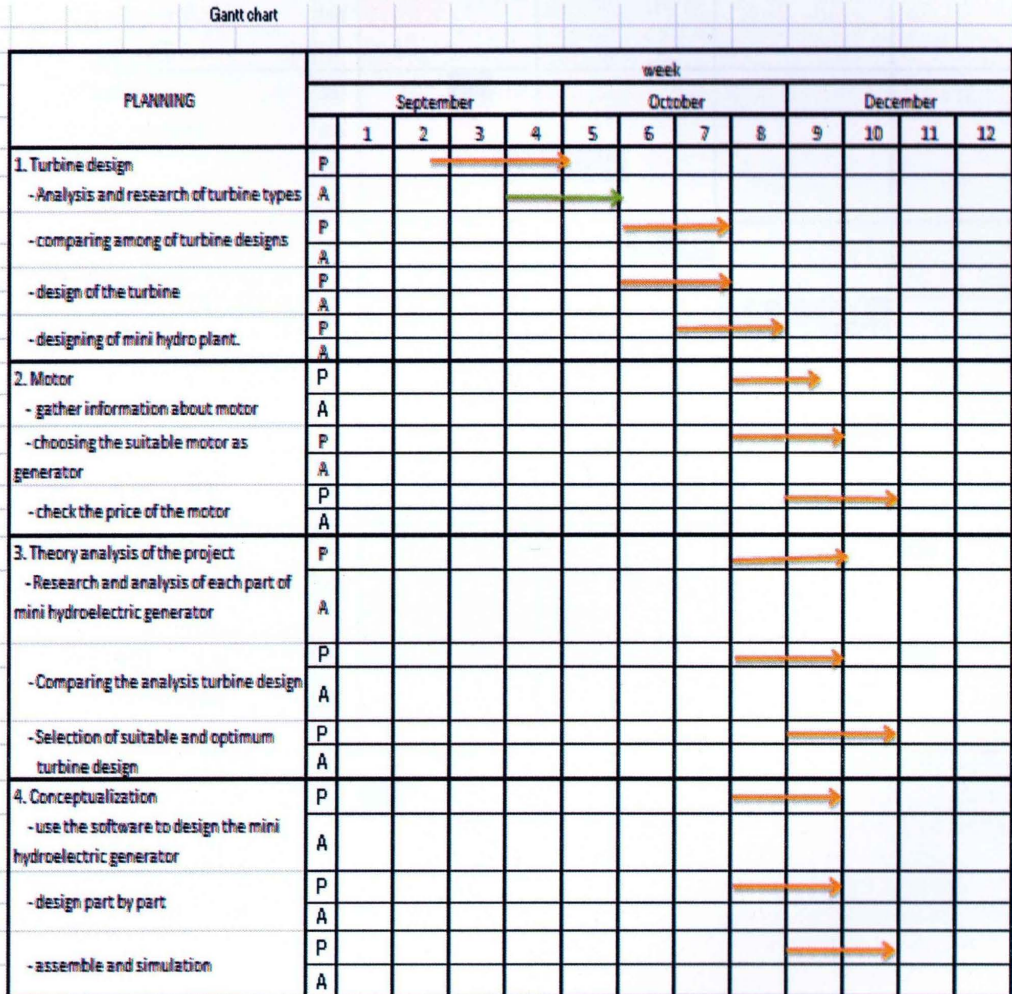 Gantt chart
week
PLANNING
September October December
1 2 3 4 5 6 7 8 9 10 11 12
1. Turbine design P
- Analysis and research of turbine types A
- comparing among of turbine designs P
A
- design of the turbine P
A
- designing of mini hydro plant. P
A
2. Motor P
- gather information about motor A
- choosing the suitable motor as P
generator A
- check the price of the motor P
A
3. Theory analysis of the project P
- Research and analysis of each part of
mini hydroelectric generator A
P
- Comparing the analysis turbine design
A
- Selection of suitable and optimum P
turbine design A
4. Conceptualization P
- use the software to design the mini
hydroelectric generator A
- design part by part P
A
- assemble and simulation P
A